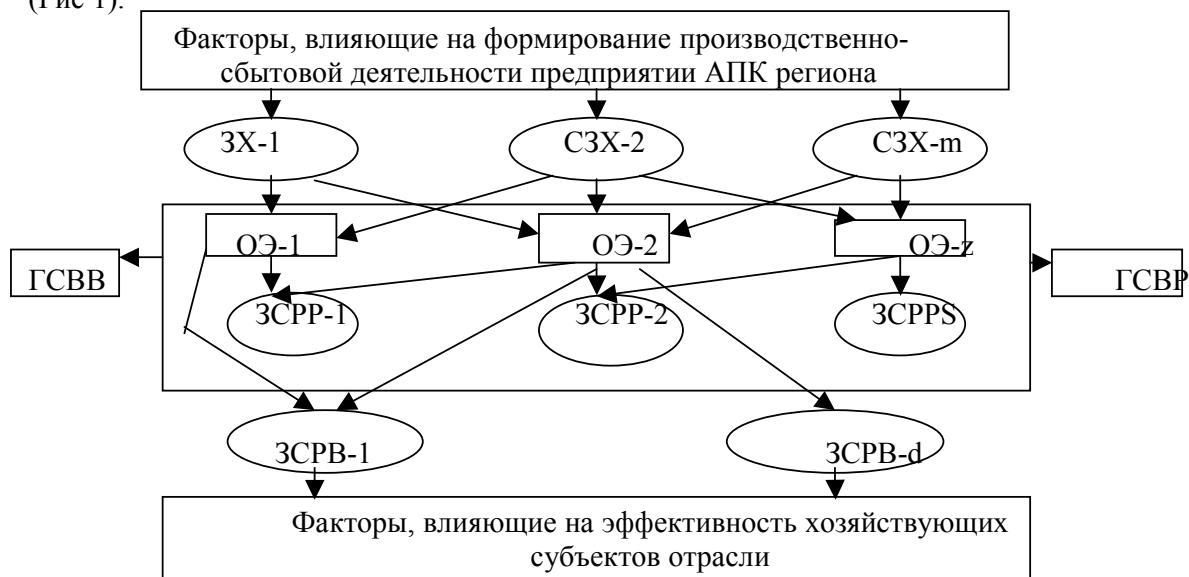 (Рис 1).
Факторы, влияющие на формирование производственно-
сбытовой деятельности предприятии АПК региона
ЗХ-1 СЗХ-2 СЗХ-m
ОЭ-1 ОЭ-2 ОЭ-z
ГСВВ ГСВР
ЗСРР-1 ЗСРР-2 ЗСРРS
ЗСРВ-1 ЗСРВ-d
Факторы, влияющие на эффективность хозяйствующих
субъектов отрасли